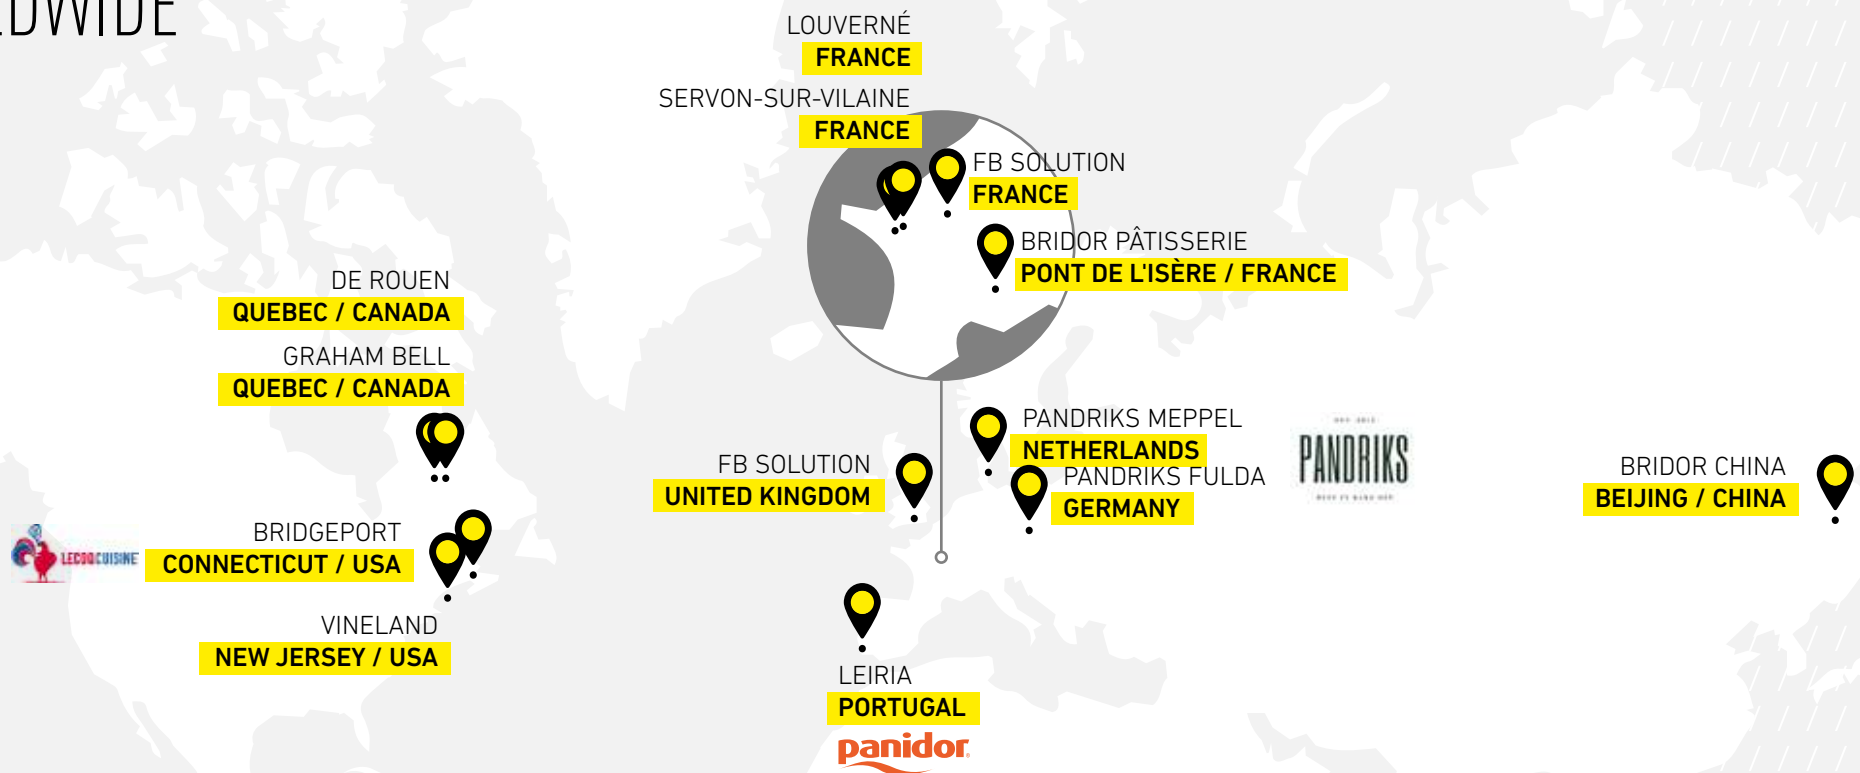 LDWIDE
LOUVERNÉ
FRANCE
SERVON-SUR-VILAINE
FRANCE
FB SOLUTION
FRANCE
BRIDOR PÂTISSERIE
PONT DE L'ISÈRE / FRANCE
DE ROUEN
QUEBEC / CANADA
GRAHAM BELL
QUEBEC / CANADA
PANDRIKS MEPPEL
NETHERLANDS
PANDRIKS FULDA
GERMANY
PANDRIKS
FB SOLUTION
UNITED KINGDOM
BRIDOR CHINA
BEIJING / CHINA
LECOQCUISINE
BRIDGEPORT
CONNECTICUT / USA
VINELAND
NEW JERSEY / USA
LEIRIA
PORTUGAL
panidor